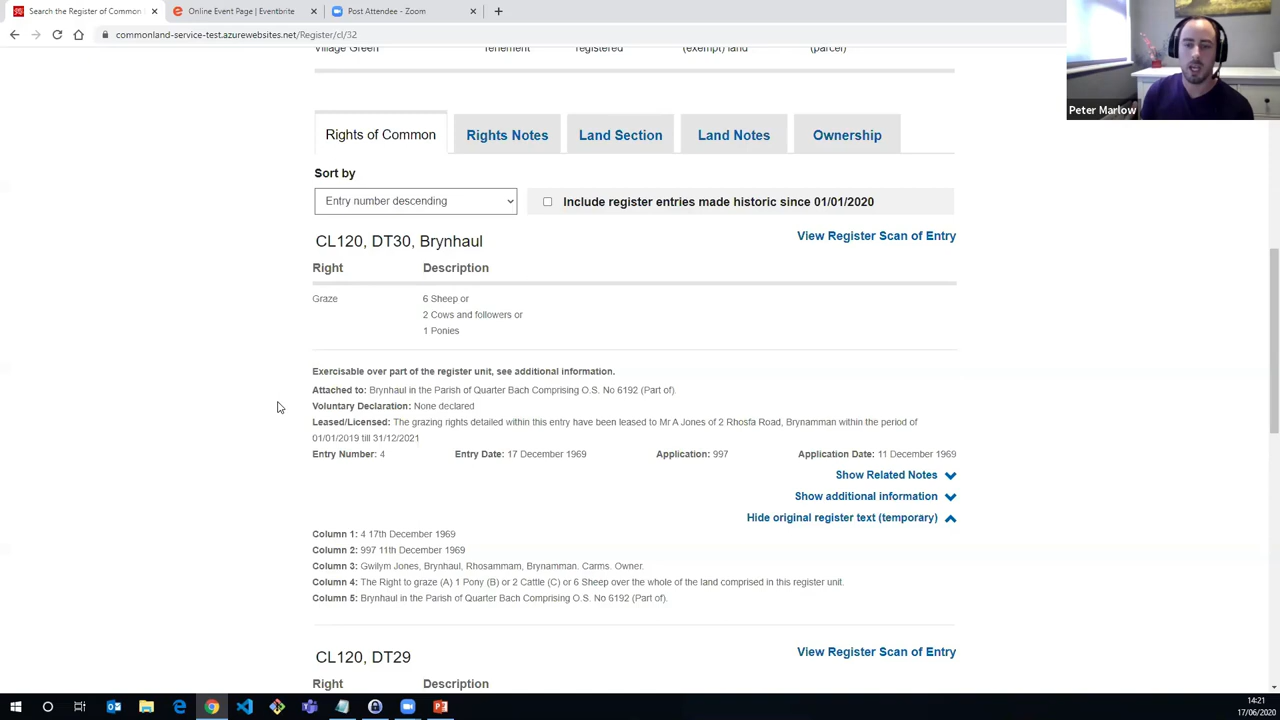 Search the Register of Common
Online Event Page | Eventbrite
Post Attendee - Zoom
commonland-service-test.azurewebsites.net/Register/cl/32
Village Green
Tenement
registered
(exempt) land
(parcel)
Peter Marlow
Rights of Common
Rights Notes
Land Section
Land Notes
Ownership
Sort by
Entry number descending
Include register entries made historic since 01/01/2020
CL120, DT30, Brynhaul
View Register Scan of Entry
Right Description
Graze 6 Sheep or
2 Cows and followers or
1 Ponies
Exercisable over part of the register unit, see additional information.
Attached to: Brynhaul in the Parish of Quarter Bach Comprising O.S. No 6192 (Part of).
Voluntary Declaration: None declared
Leased/Licensed: The grazing rights detailed within this entry have been leased to Mr A Jones of 2 Rhosfa Road, Brynamman within the period of
01/01/2019 till 31/12/2021
Entry Number: 4 Entry Date: 17 December 1969 Application: 997 Application Date: 11 December 1969
Show Related Notes
Show additional information
Hide original register text (temporary)
Column 1: 4 17th December 1969
Column 2: 997 11th December 1969
Column 3: Gwilym Jones, Brynhaul, Rhosammam, Brynamman. Carms. Owner.
Column 4: The Right to graze (A) 1 Pony (B) or 2 Cattle (C) or 6 Sheep over the whole of the land comprised in this register unit.
Column 5: Brynhaul in the Parish of Quarter Bach Comprising O.S. No 6192 (Part of).
CL120, DT29
View Register Scan of Entry
Right Description
14:21
17/06/2020